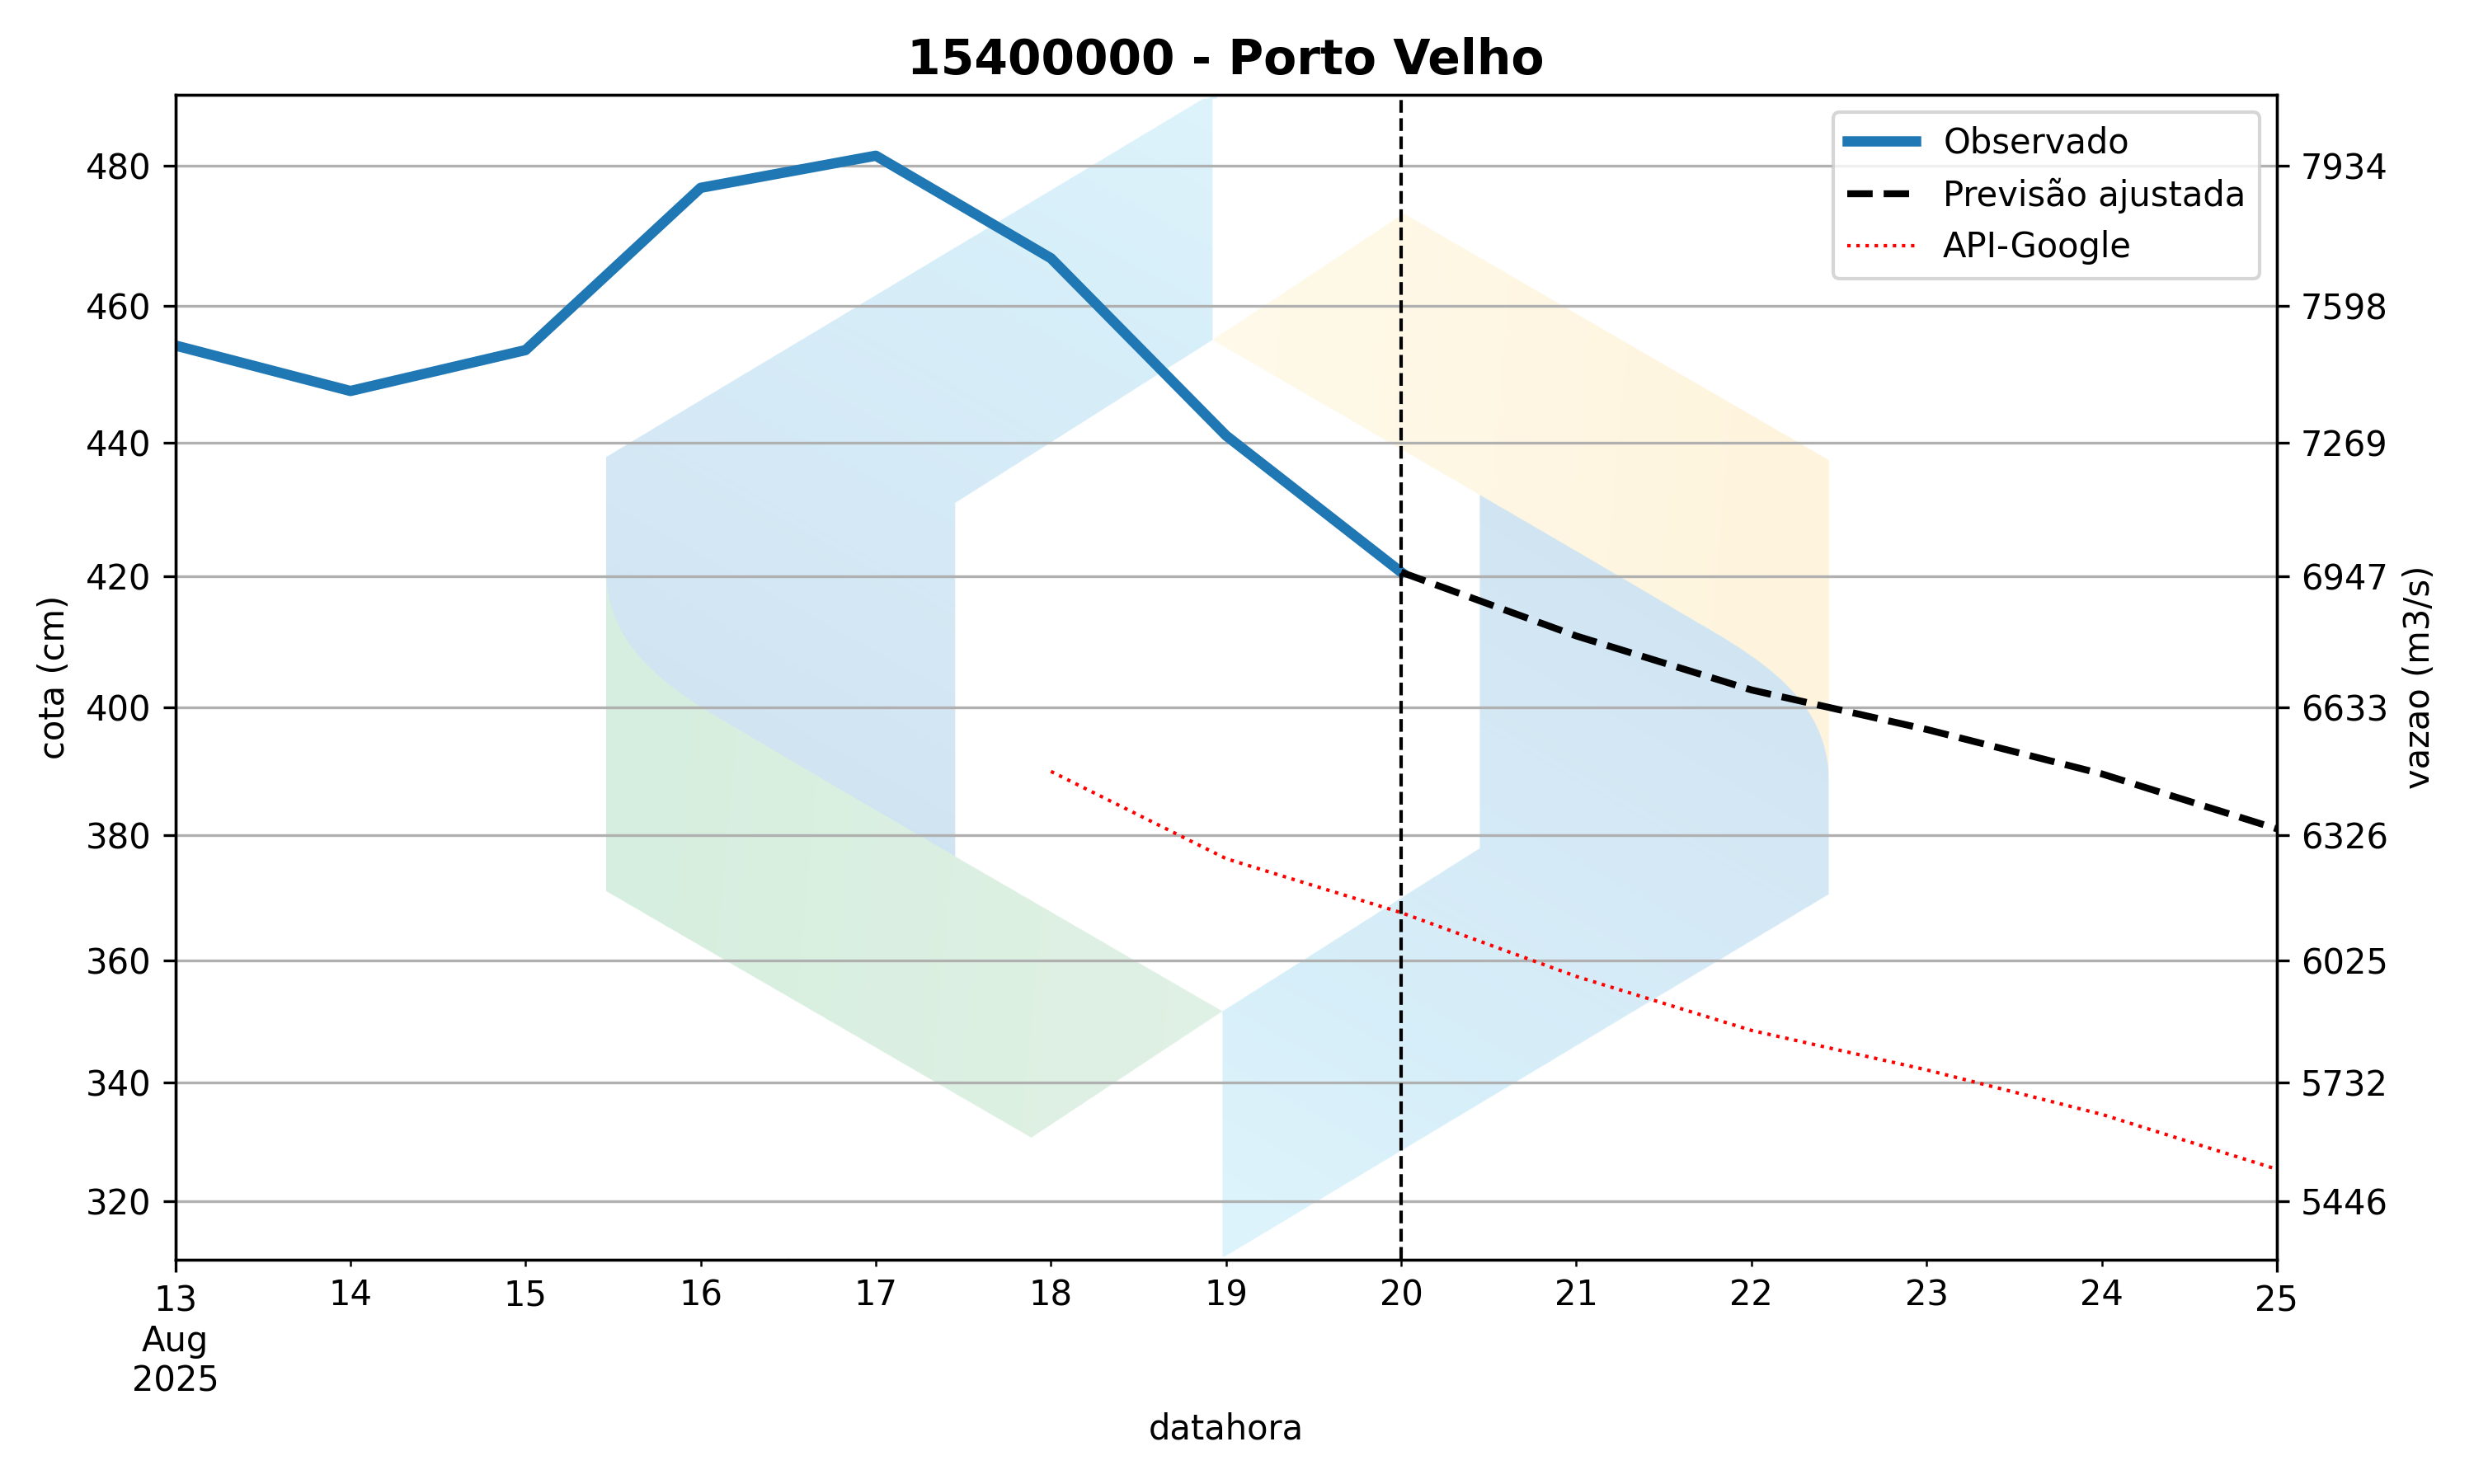 15400000 - Porto Velho
Observado
Previsão ajustada
API-Google
480
460
440
420
400
380
360
340
320
cota (cm)
7934
7598
7269
6947
6633
6326
6025
5732
5446
vazao (m3/s)
13 14 15 16 17 18 19 20 21 22 23 24 25
Aug
2025
datahora